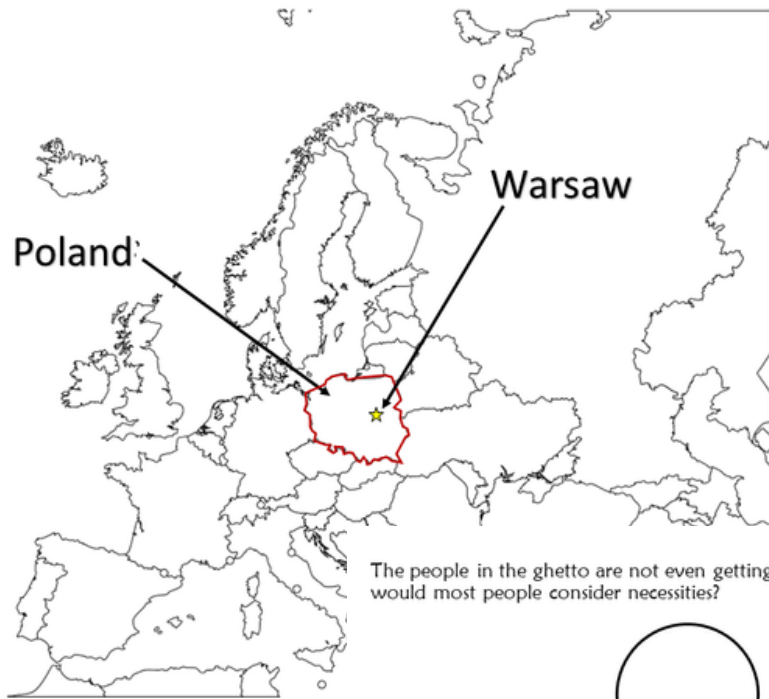 Warsaw
Poland
The people in the ghetto are not even getting
would most people consider necessities?